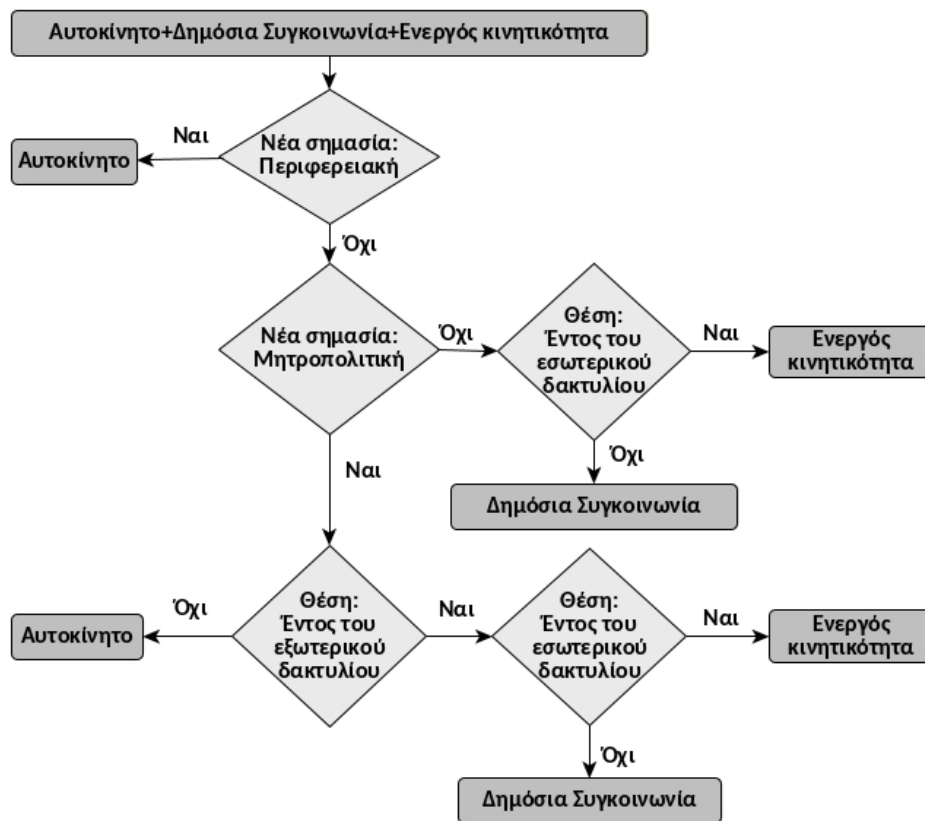 Αυτοκίνητο+Δημόσια Συγκοινωνία+Ενεργός κινητικότητα
Ναι
Νέα σημασία:
Περιφερειακή
Αυτοκίνητο
Όχι
Νέα σημασία:
Μητροπολιτική
Όχι
Θέση:
Έντος του
εσωτερικού
δακτυλίου
Ναι
Ενεργός
κινητικότητα
Όχι
Ναι
Δημόσια Συγκοινωνία
Όχι
Αυτοκίνητο
Θέση:
Έντος του
εξωτερικού
δακτυλίου
Ναι
Θέση:
Έντος του
εσωτερικού
δακτυλίου
Ναι
Ενεργός
κινητικότητα
Όχι
Δημόσια Συγκοινωνία